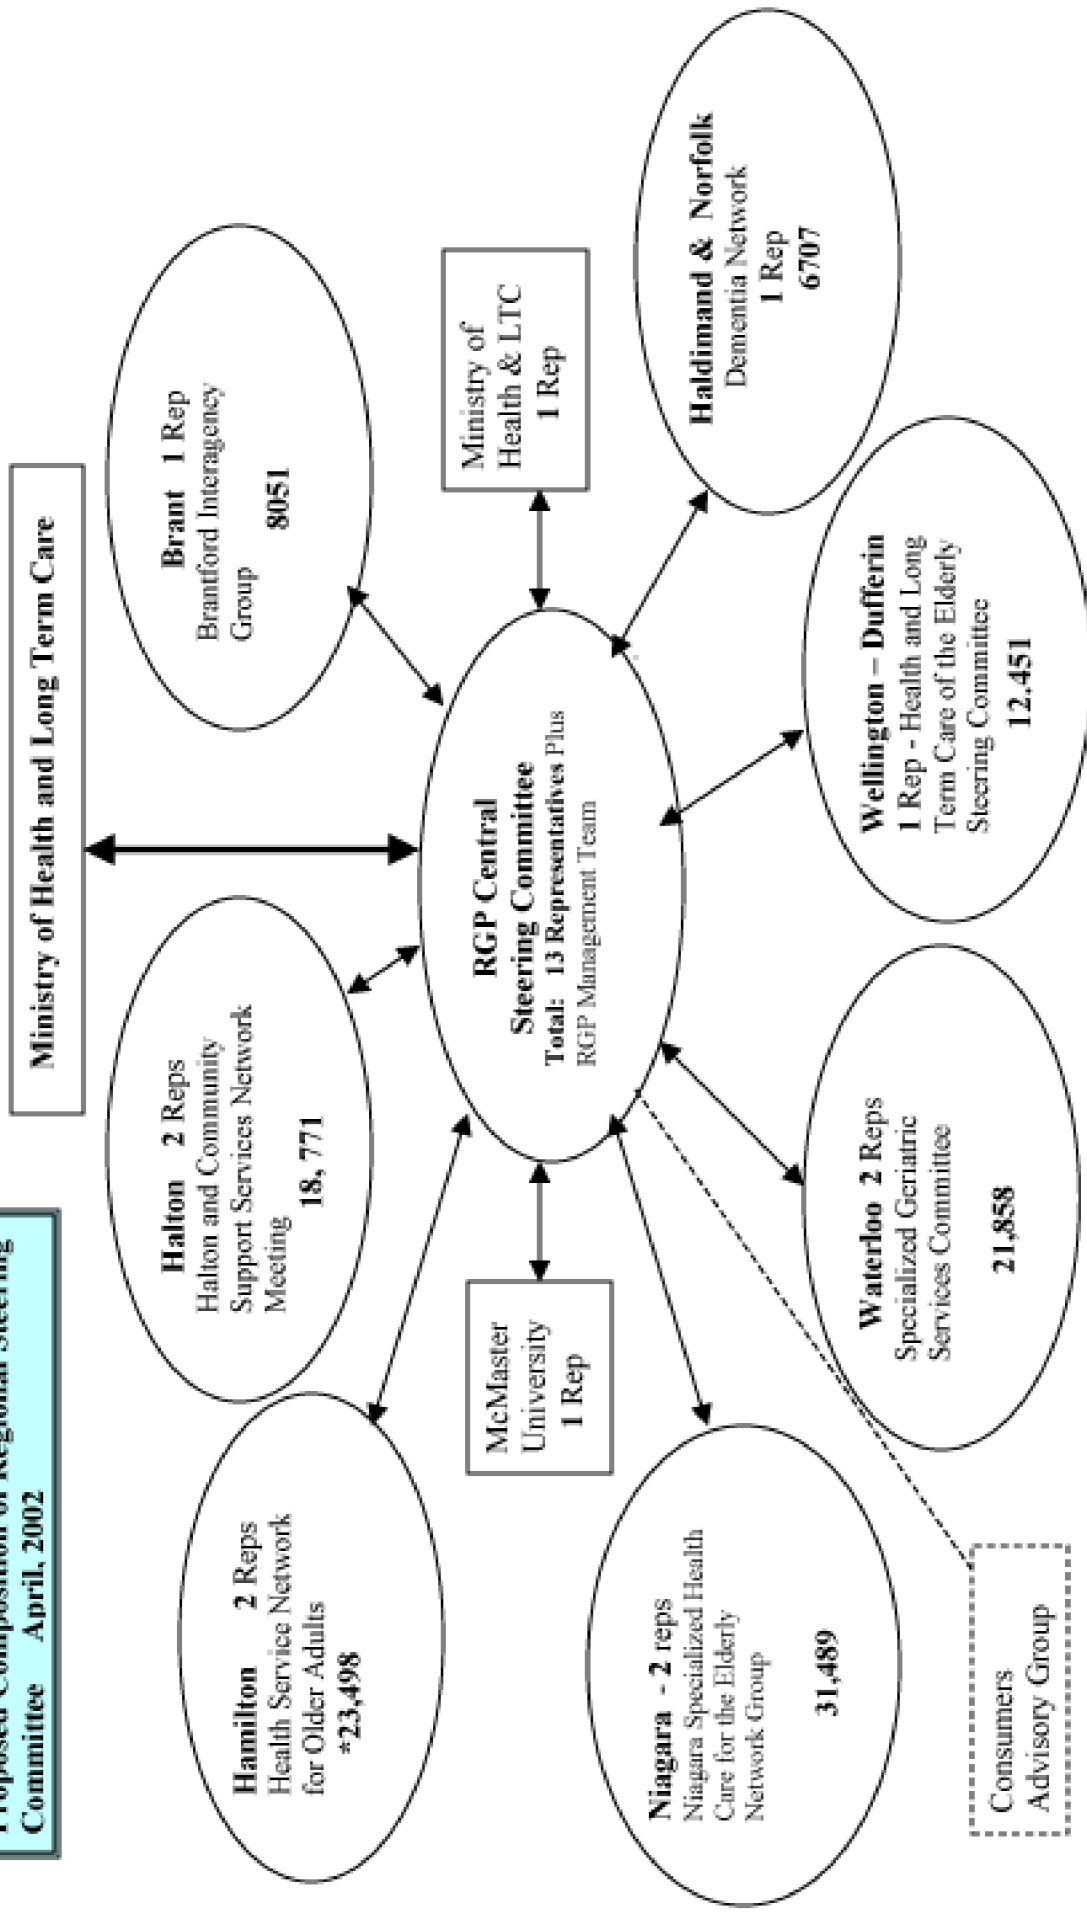 Proposed Composition of Regional Steering
Committee April, 2002
Ministry of Health and Long Term Care
Hamilton 2 Reps
Health Service Network
for Older Adults
*23,498
Halton 2 Reps
Halton and Community
Support Services Network
Meeting
18, 771
Brant 1 Rep
Brantford Interagency
Group
8051
McMaster
University
1 Rep
RGP Central
Steering Committee
Total: 13 Representatives Plus
RGP Management Team
Ministry of
Health & LTC
1 Rep
Niagara - 2 reps
Niagara Specialized Health
Care for the Elderly
Network Group
31,489
Waterloo 2 Reps
Specialized Geriatric
Services Committee
21,858
Wellington – Dufferin
1 Rep - Health and Long
Term Care of the Elderly
Steering Committee
12.451
Haldimand & Norfolk
Dementia Network
1 Rep
6707
Consumers
Advisory Group